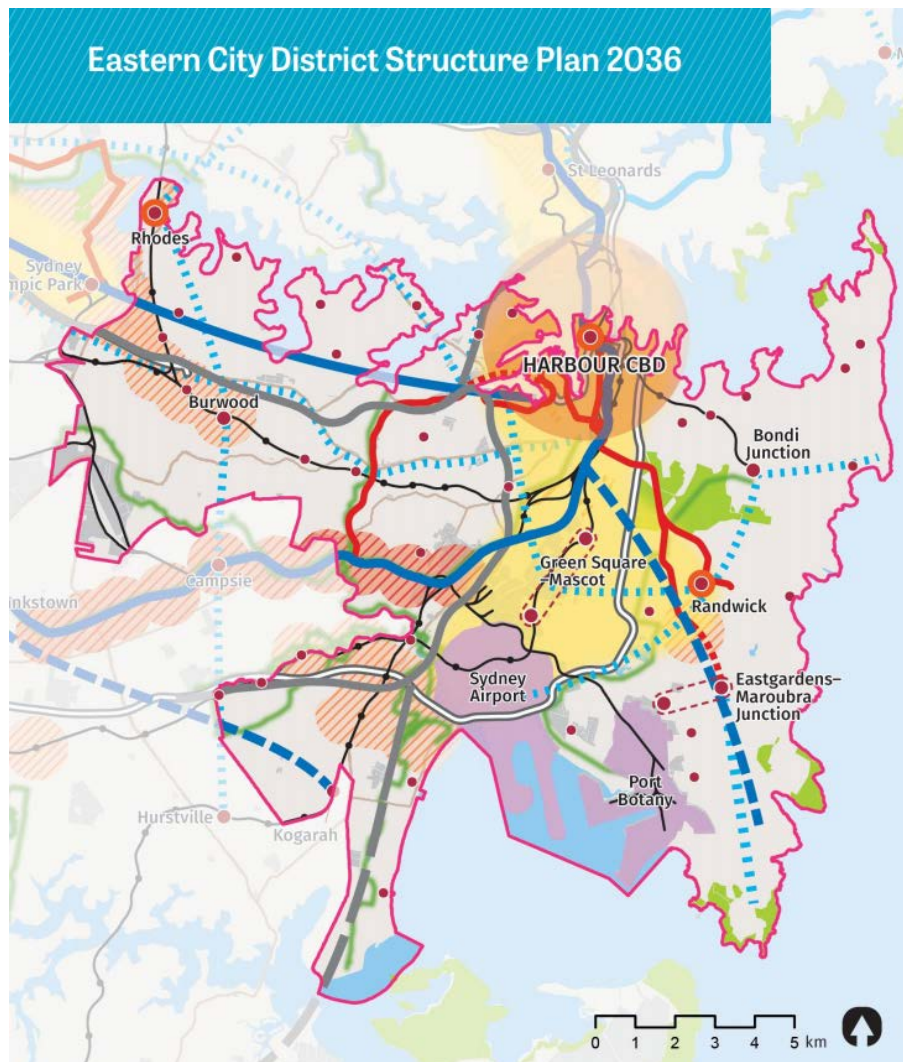 Eastern City District Structure Plan 2036
St Leonards
Rhodes
Sydney
mpic Park
HARBOUR CBD
Burwood
Bondi
Junction
Green Square
–Mascot
Campsie
nkstown
Randwick
Sydney
Airport
Eastgardens–
Maroubra
Junction
Port
Botany
Hurstville
Kogarah
0 1 2 3 4 5 km